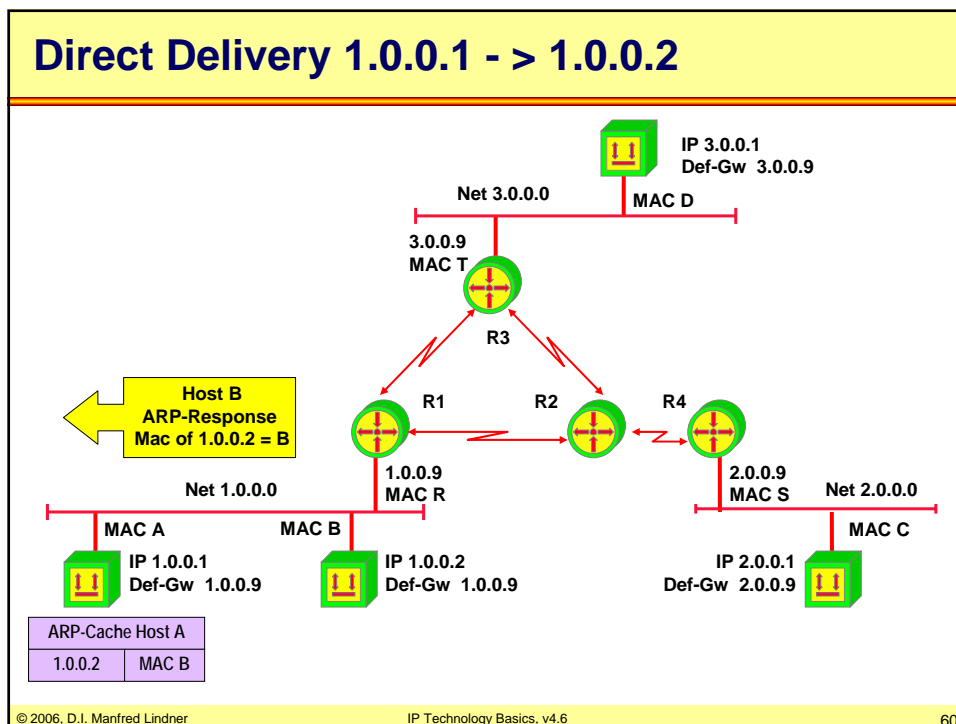 Direct Delivery 1.0.0.1 - > 1.0.0.2
IP 3.0.0.1
Def-Gw 3.0.0.9
Net 3.0.0.0
MAC D
3.0.0.9
MAC T
R3
Host B
ARP-Response
Mac of 1.0.0.2 = B
R1
R2
R4
1.0.0.9
MAC R
2.0.0.9
MAC S
Net 1.0.0.0
Net 2.0.0.0
MAC A
MAC B
MAC C
IP 1.0.0.1
Def-Gw 1.0.0.9
IP 1.0.0.2
Def-Gw 1.0.0.9
IP 2.0.0.1
Def-Gw 2.0.0.9
ARP-Cache Host A
1.0.0.2 MAC B
© 2006, D.I. Manfred Lindner
IP Technology Basics, v4.6
60